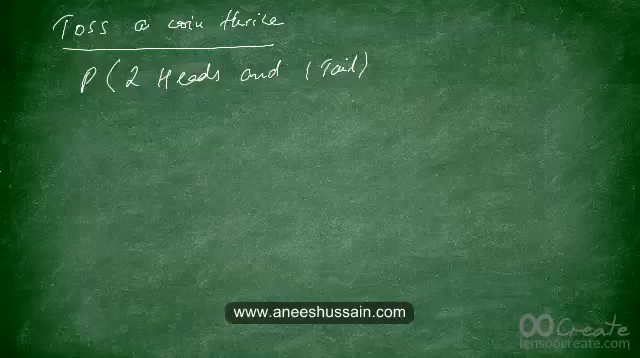 Toss a coin thrice
P (2 Heads and 1 Tail)
www.aneeshussain.com
Create
lensoocreate.com